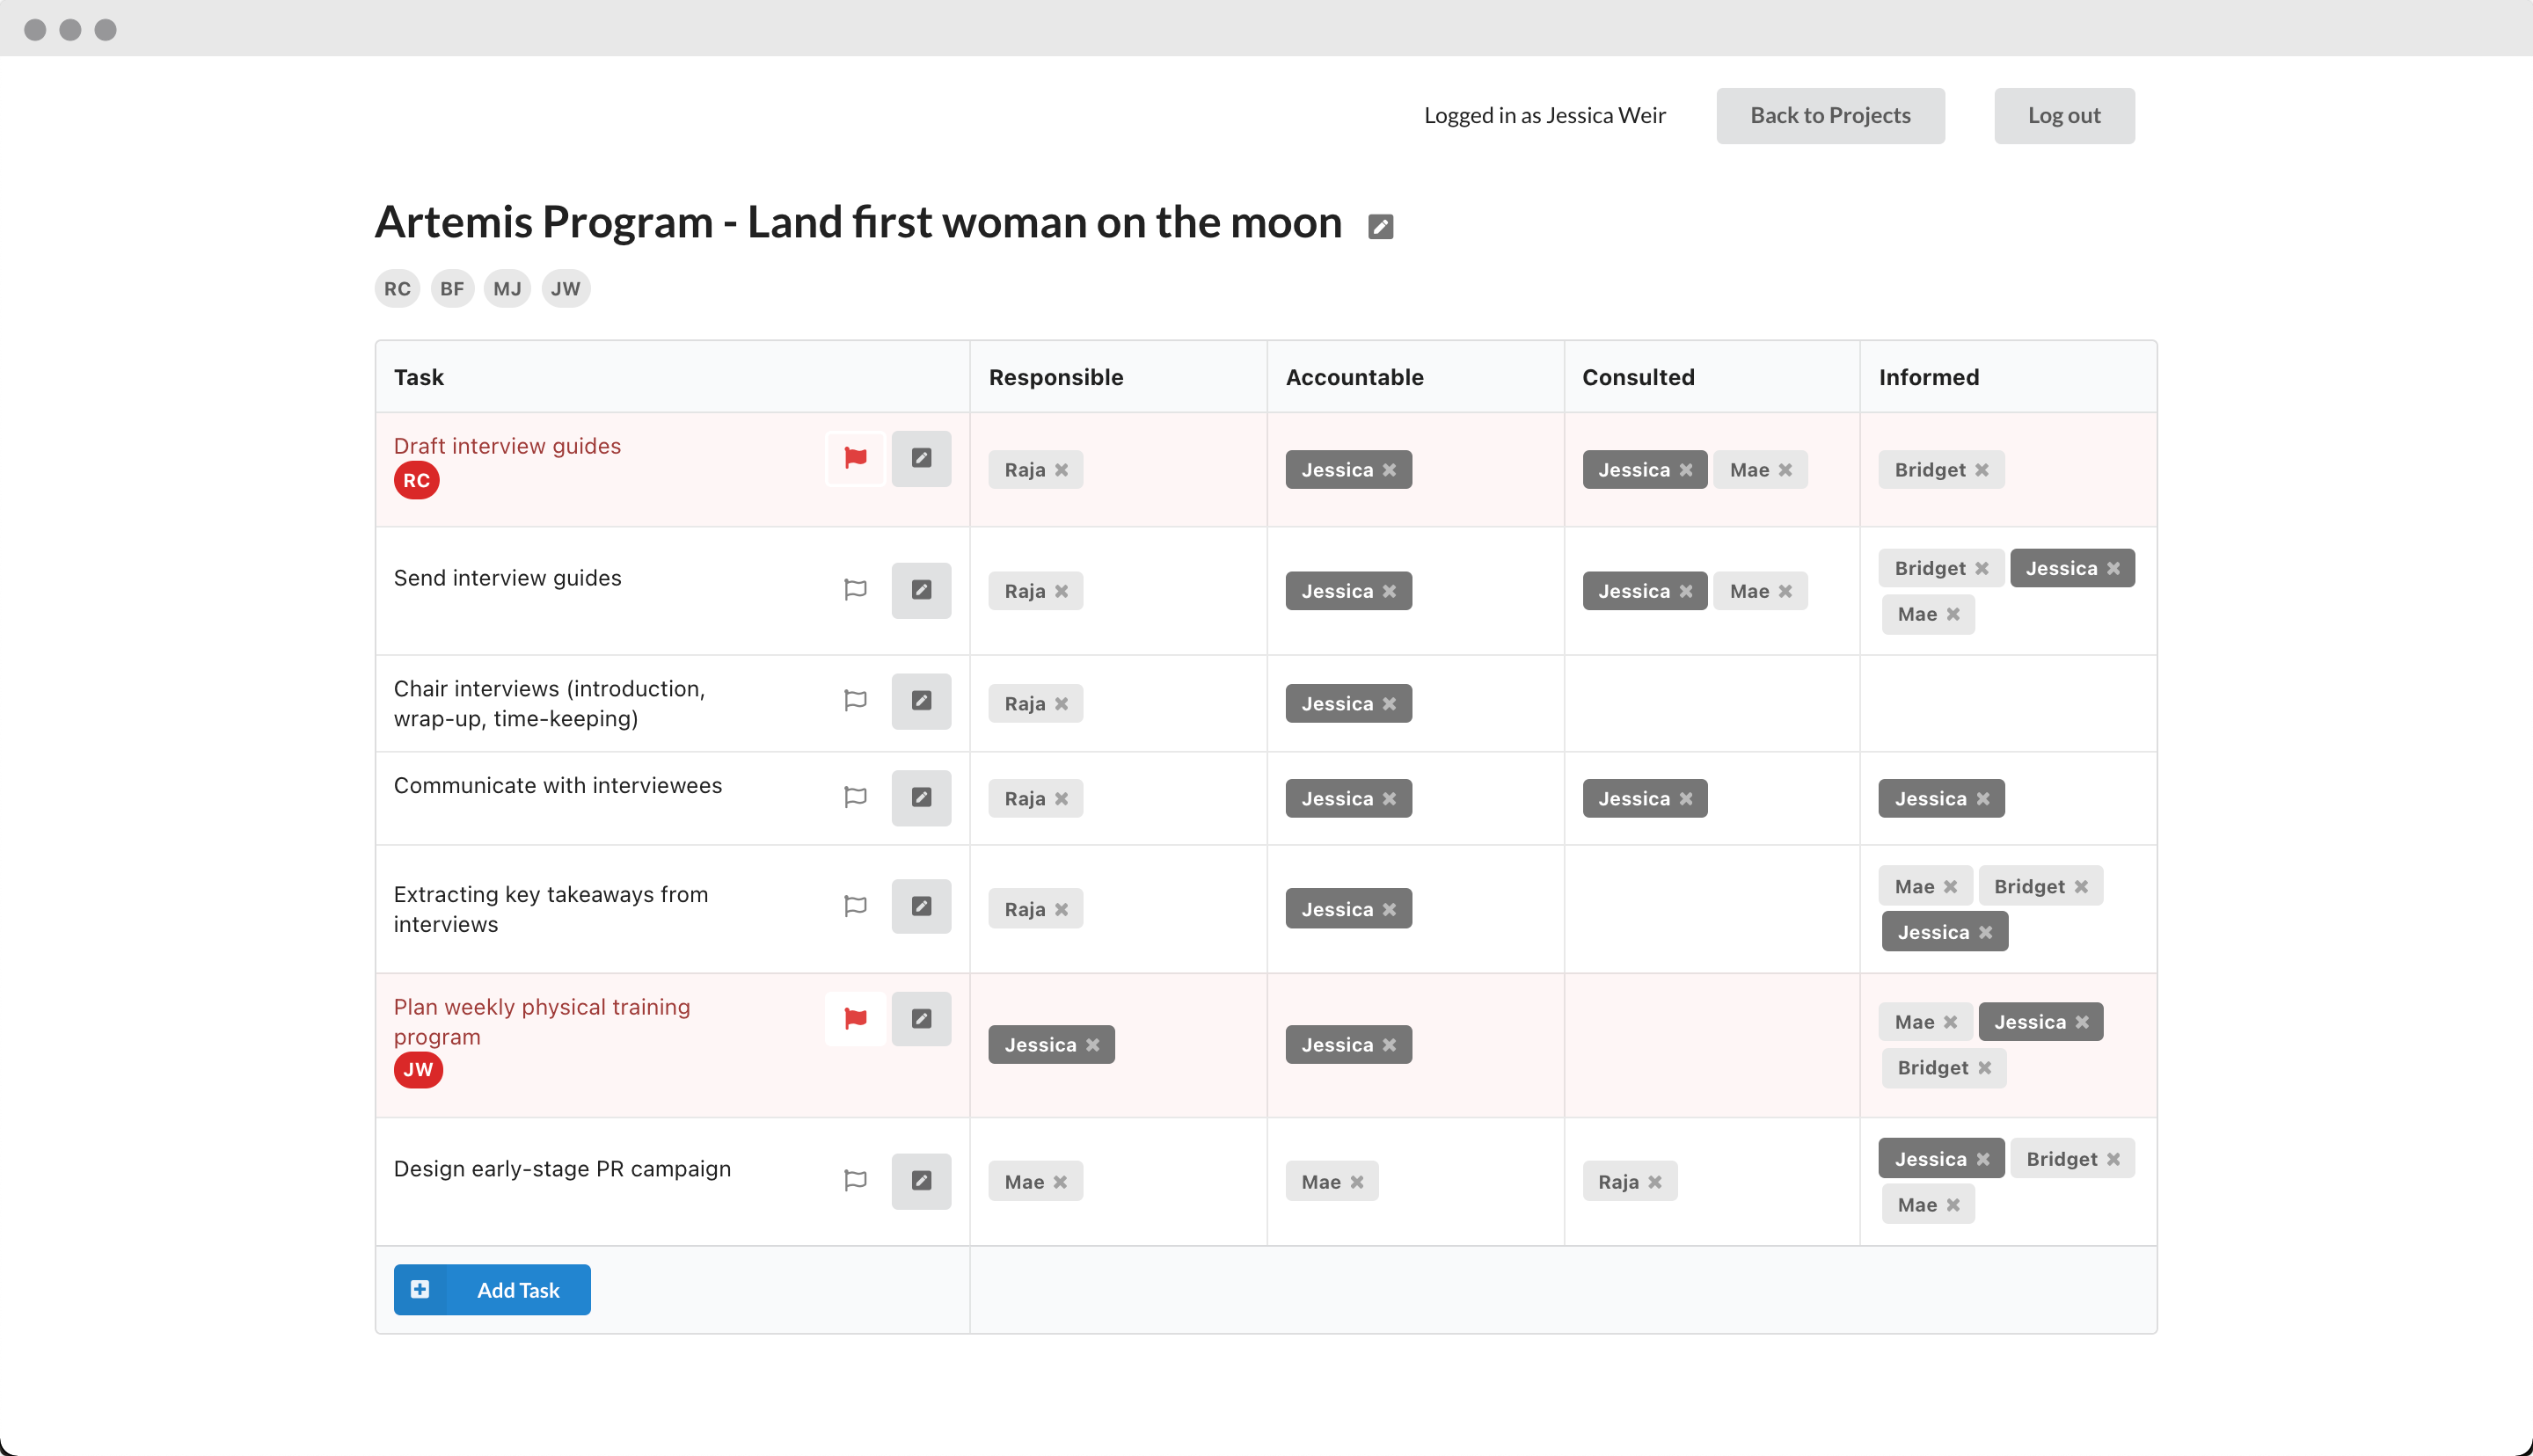 Logged in as Jessica Weir Back to Projects Log out
Artemis Program - Land first woman on the moon
RC BF MJ JW
Task Responsible Accountable Consulted Informed
Draft interview guides
RC
Raja Jessica Jessica Mae Bridget
Send interview guides Raja Jessica Jessica Mae Bridget Jessica
Mae
Chair interviews (introduction,
wrap-up, time-keeping)
Raja Jessica
Communicate with interviewees Raja Jessica Jessica Jessica
Extracting key takeaways from
interviews
Raja Jessica Mae Bridget
Jessica
Plan weekly physical training
program
JW
Jessica Jessica Mae Jessica
Bridget
Design early-stage PR campaign Mae Mae Raja Jessica Bridget
Mae
Add Task